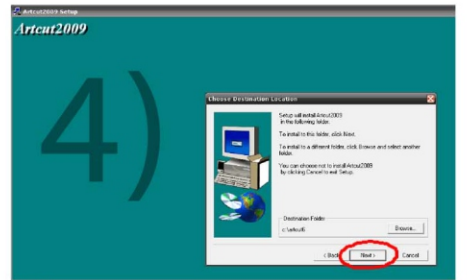 Artcut2009 Setup
Artcut2009
4)
Choose Destination Location
Setup will install Artcut2009
in the following folder.
To install to this folder, click Next.
To install to a different folder, click Browse and select another
folder.
You can choose not to install Artcut2009
by clicking Cancel to exit Setup.
Destination Folder
c:\artcut6
Browse...
< Back
Next >
Cancel